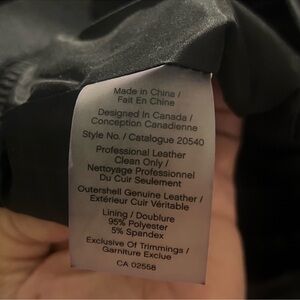 Made in China /
Fait En Chine
Designed In Canada /
Conception Canadienne
Style No. / Catalogue 20540
Professional Leather
Clean Only /
Nettoyage Professionnel
Du Cuir Seulement
Outershell Genuine Leather /
Extérieur Cuir Véritable
Lining / Doublure
95% Polyester
5% Spandex
Exclusive Of Trimmings /
Garniture Exclue
CA 02558